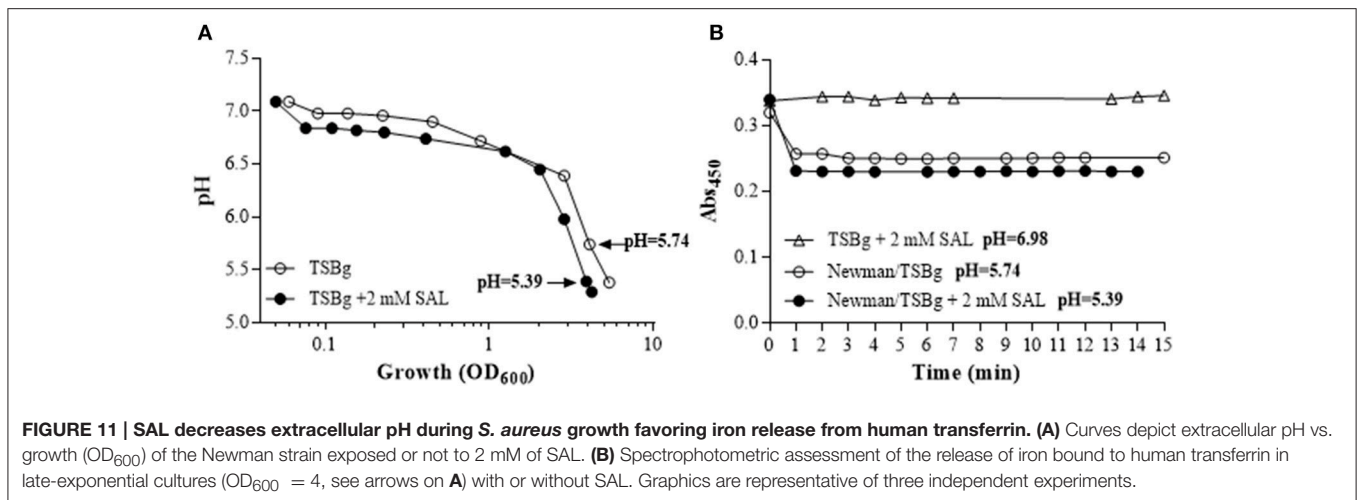 A
7.5
7.0
6.5
6.0
5.5
5.0
pH
pH=5.74
pH=5.39
TSBg
TSBg +2 mM SAL
0.1 1 10
Growth (OD600)
B
0.4
0.3
0.2
0.1
0.0
Abs450
TSBg + 2 mM SAL pH=6.98
Newman/TSBg pH=5.74
Newman/TSBg + 2 mM SAL pH=5.39
0 1 2 3 4 5 6 7 8 9 10 11 12 13 14 15
Time (min)
FIGURE 11 | SAL decreases extracellular pH during S. aureus growth favoring iron release from human transferrin. (A) Curves depict extracellular pH vs.
growth (OD600) of the Newman strain exposed or not to 2 mM of SAL. (B) Spectrophotometric assessment of the release of iron bound to human transferrin in
late-exponential cultures (OD600 = 4, see arrows on A) with or without SAL. Graphics are representative of three independent experiments.